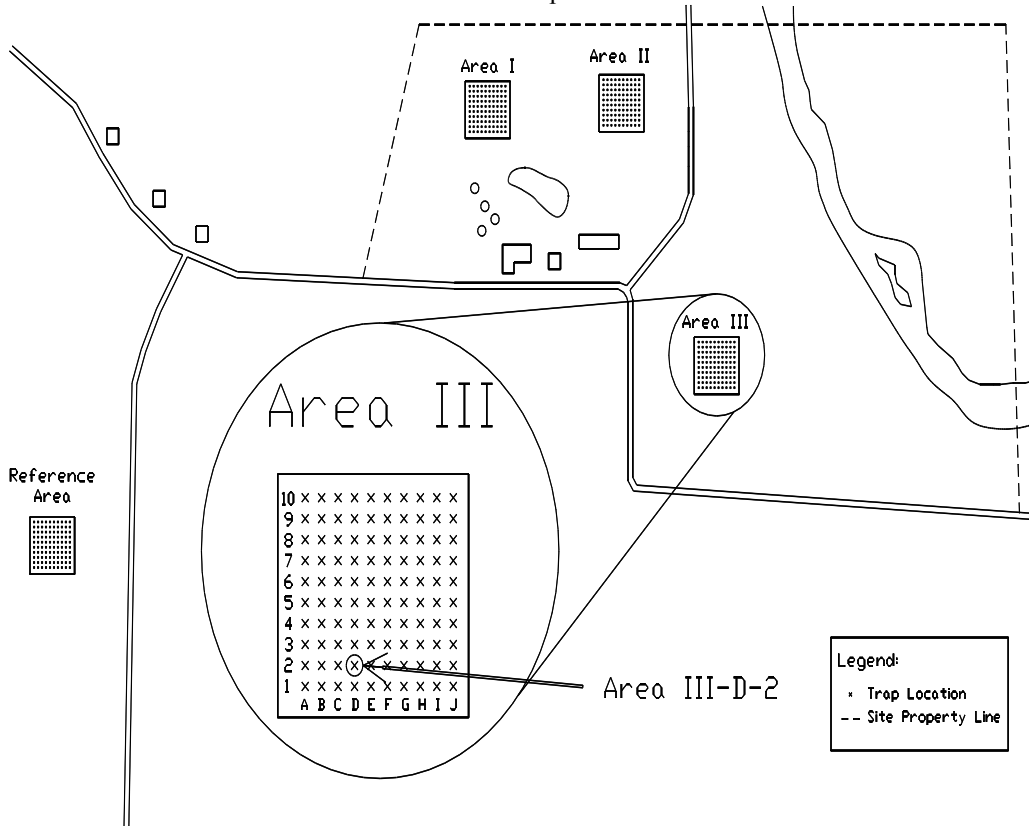 Area I
Area II
Area III
Area III
Reference
Area
10
9
8
7
6
5
4
3
2
1
A B C D E F G H I J
Area III-D-2
Legend:
× Trap Location
-- Site Property Line